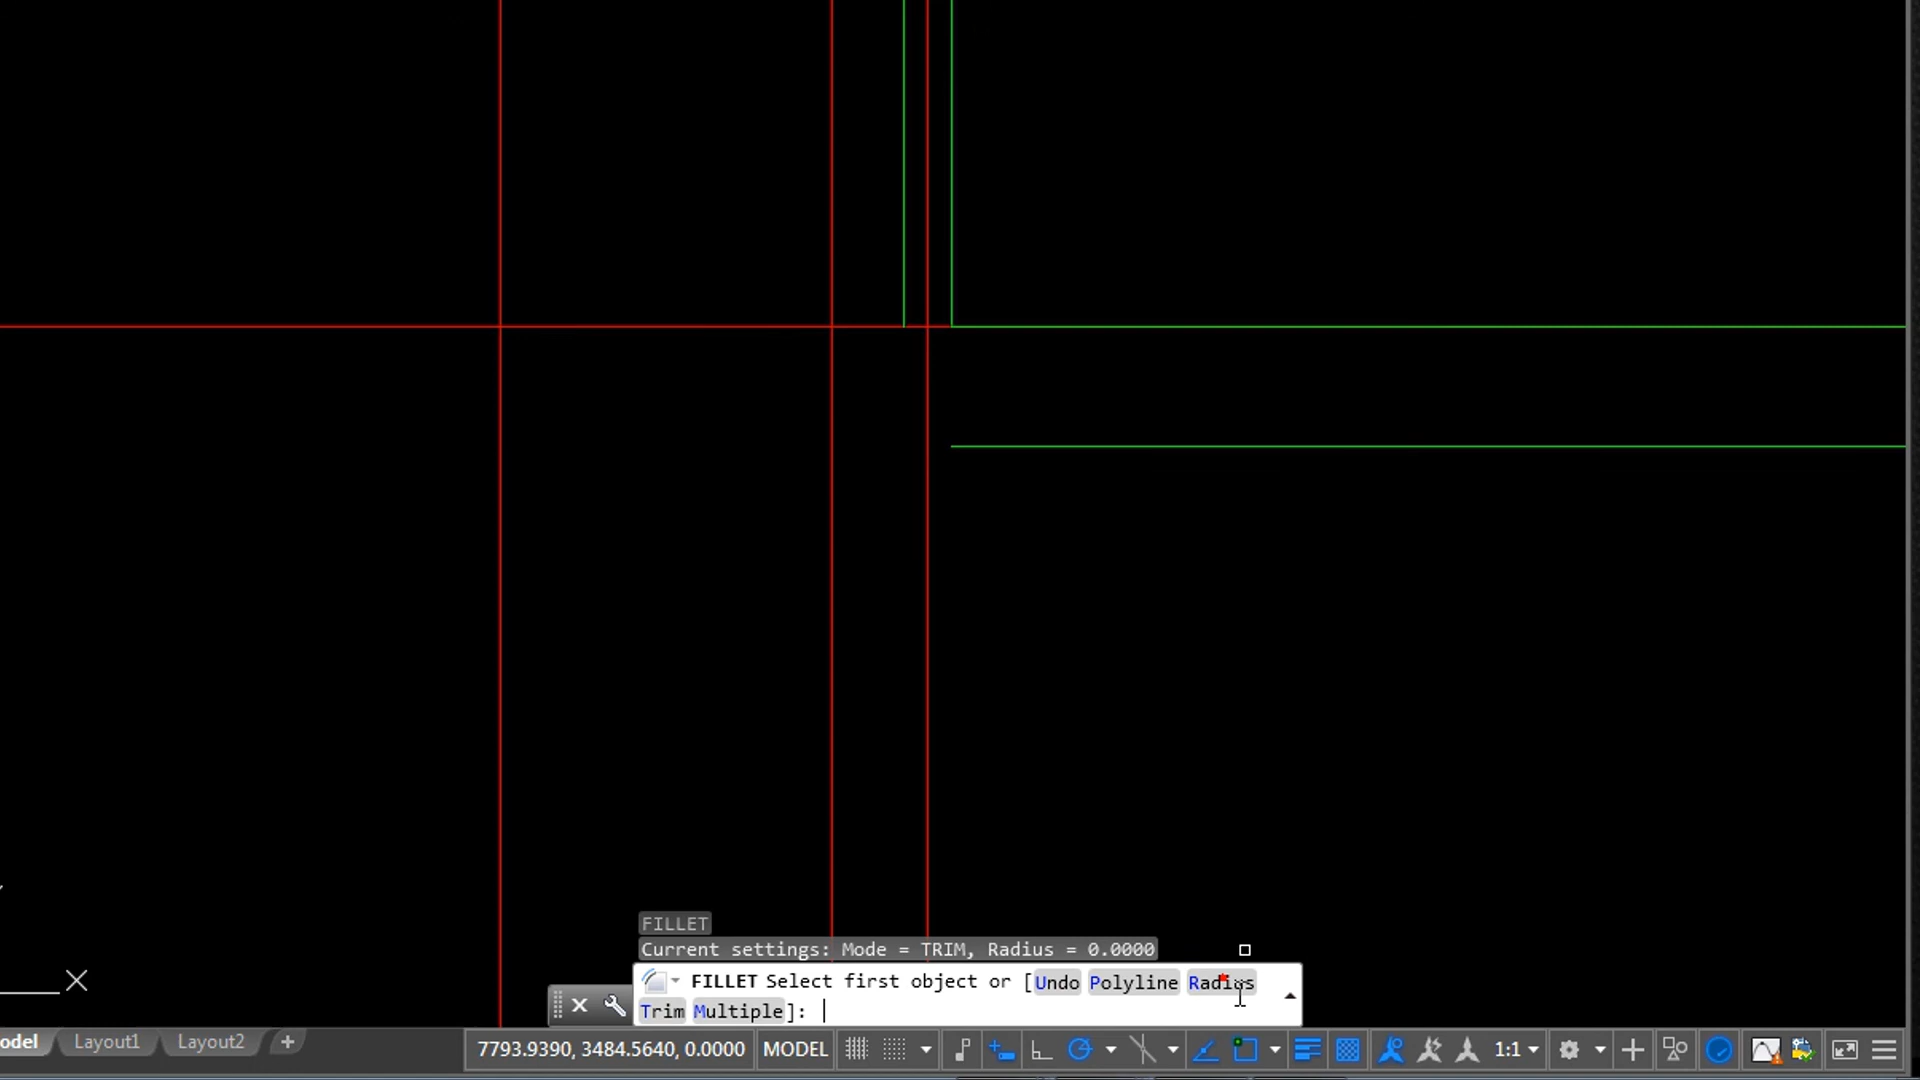 FILLET
Current settings: Mode = TRIM, Radius = 0.0000
FILLET Select first object or [Undo Polyline Radius
Trim Multiple]:
odel Layout1 Layout2 + 7793.9390, 3484.5640, 0.0000 MODEL 1:1